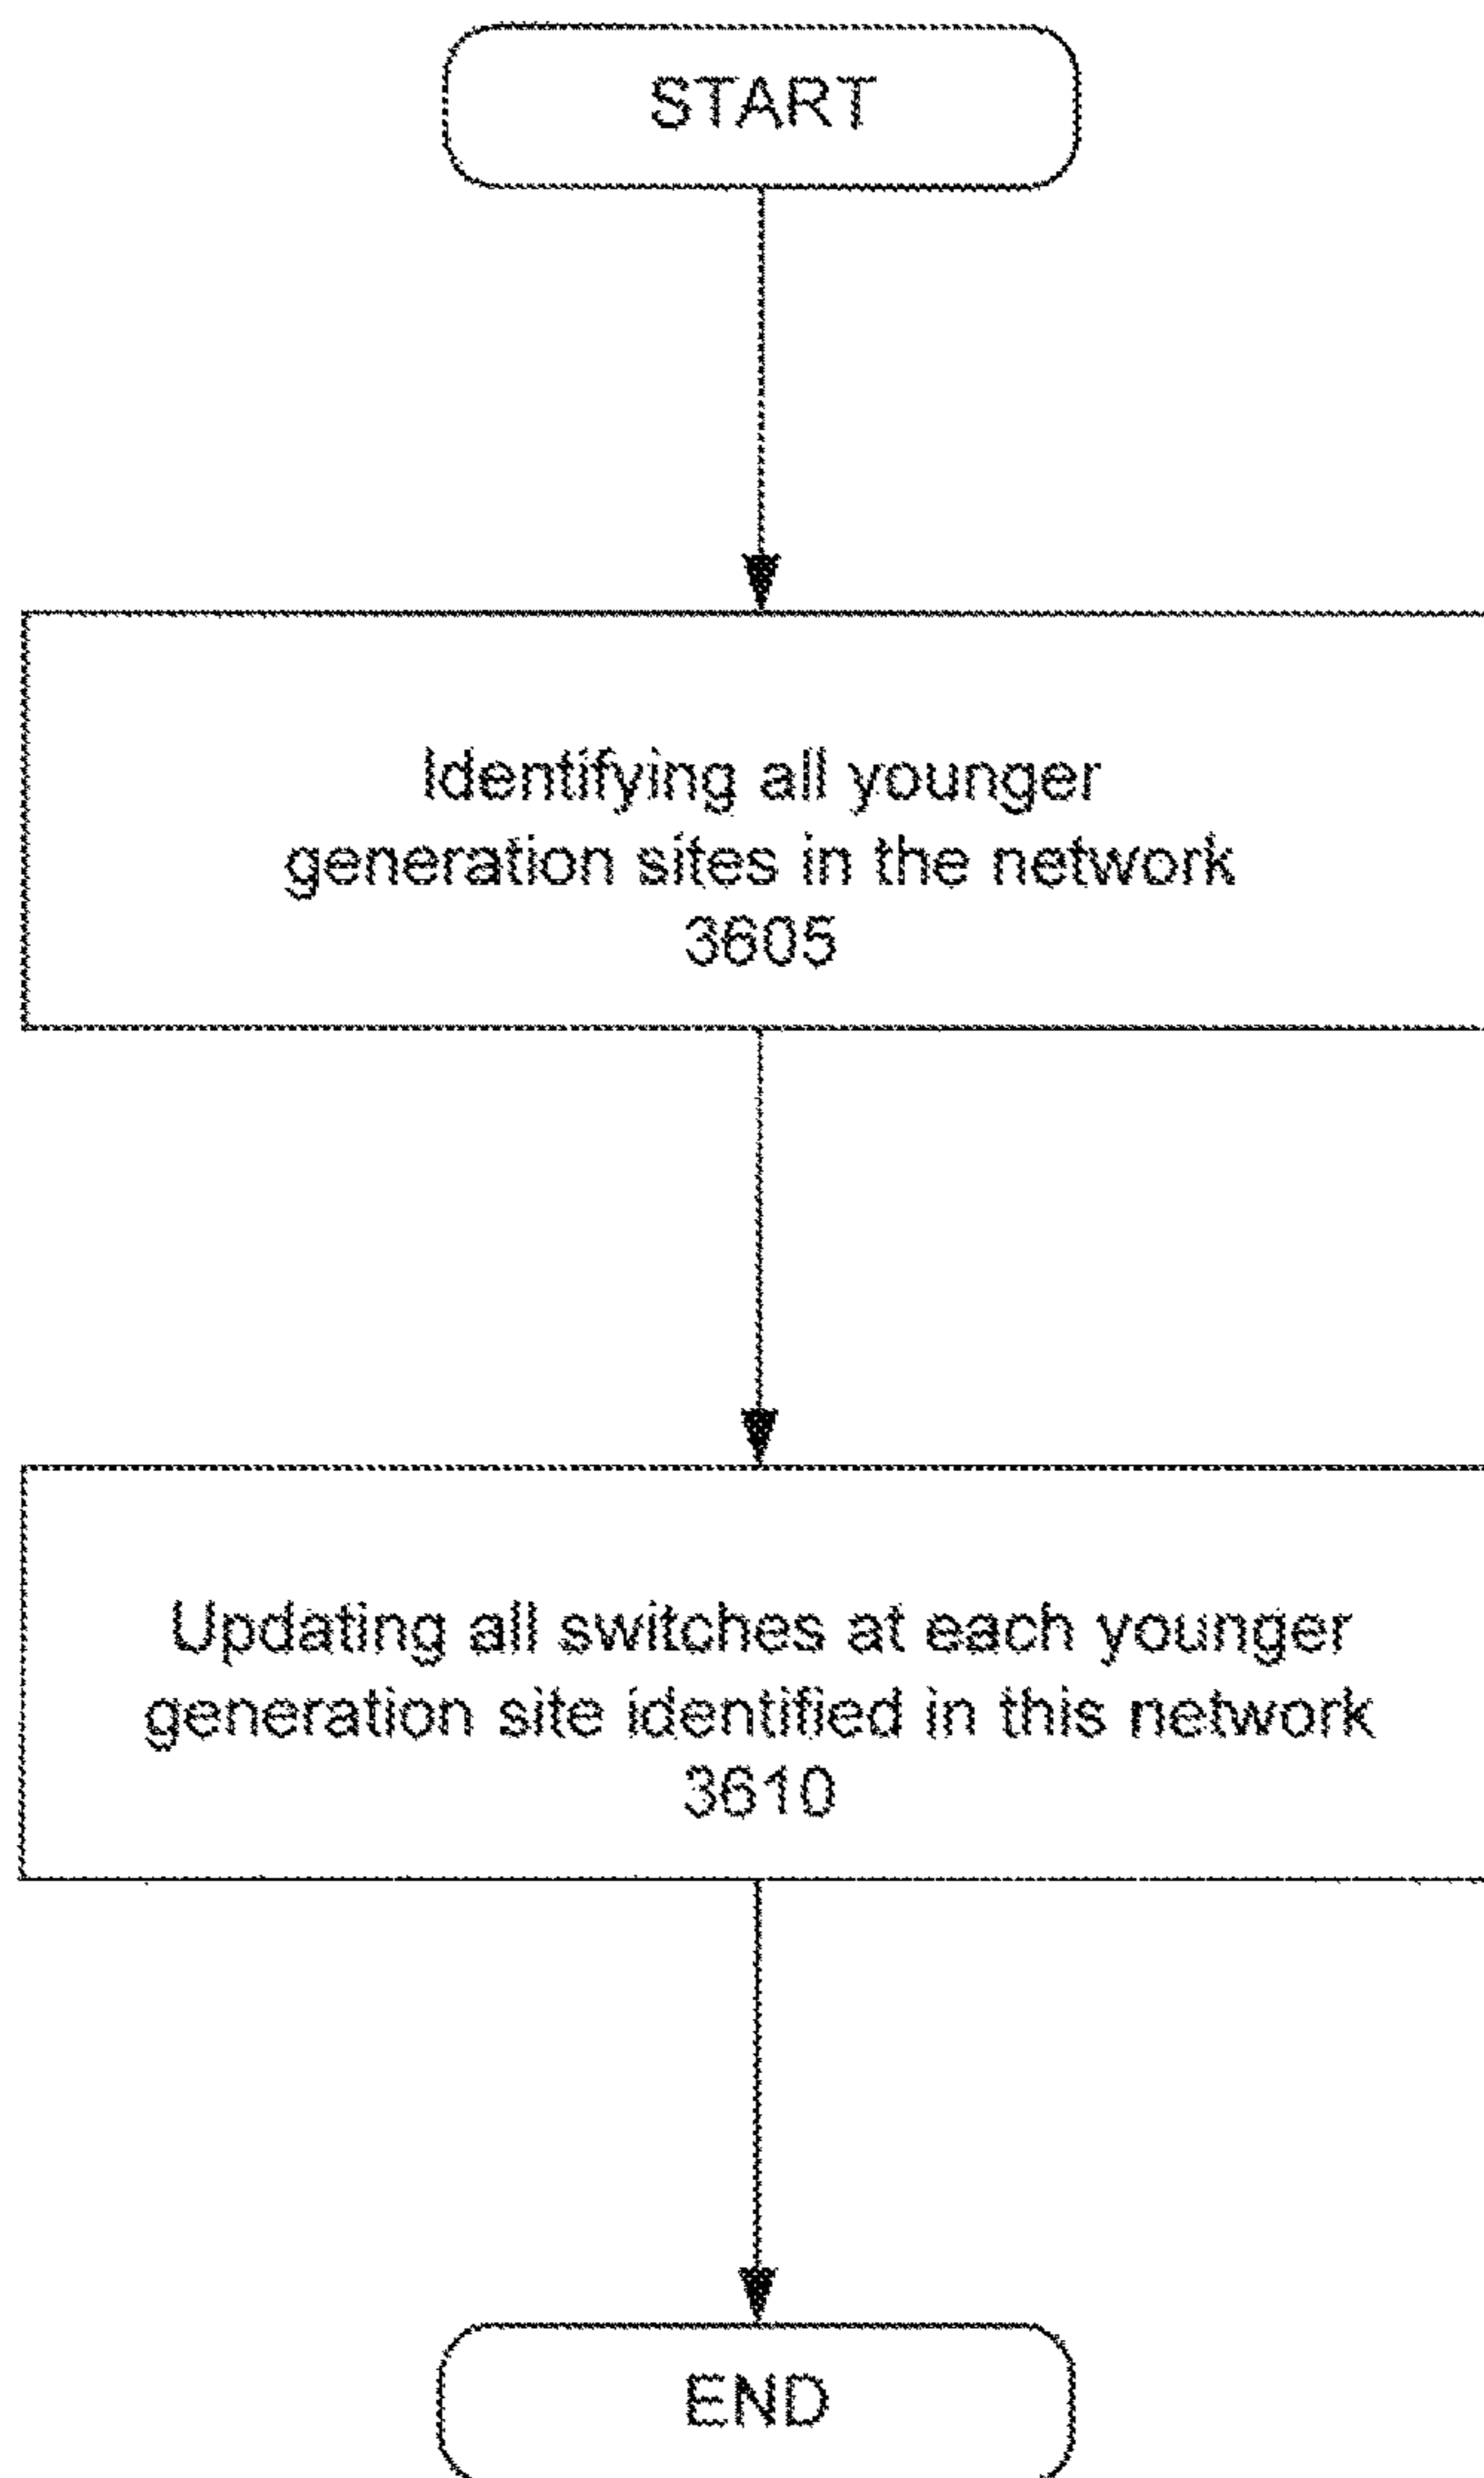 START
Identifying all younger
generation sites in the network
3605
Updating all switches at each younger
generation site identified in this network
3610
END